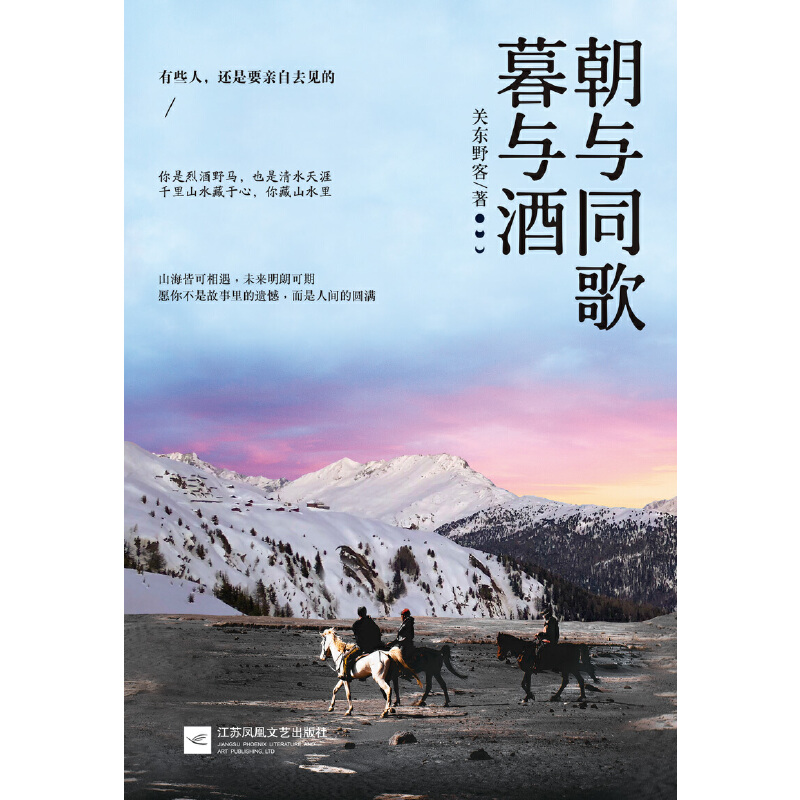 朝与同歌
暮与酒
关东野客/著
有些人,还是要亲自去见的
/
你是烈酒野马,也是清水天涯
千里山水藏于心,你藏山水里
山海皆可相遇,未来明朗可期
愿你不是故事里的遗憾,而是人间的圆满
江苏凤凰文艺出版社
JIANGSU PHOENIX LITERATURE AND
ART PUBLISHING, LTD